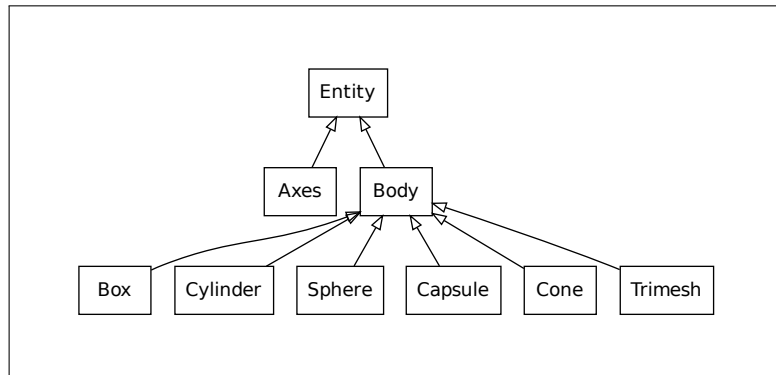 Entity
Axes
Body
Box
Cylinder
Sphere
Capsule
Cone
Trimesh